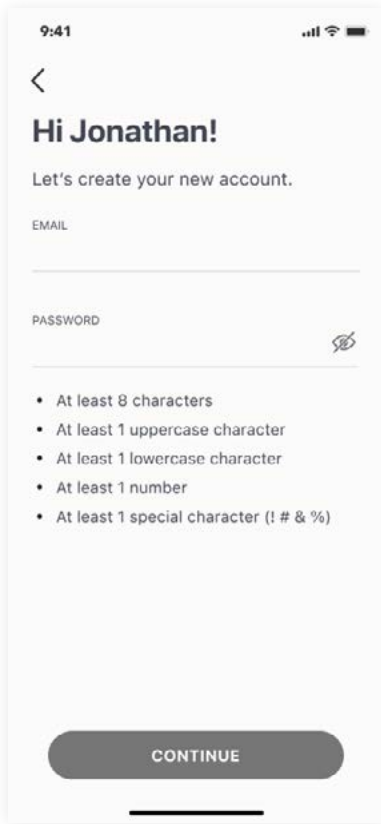 9:41
Hi Jonathan!
Let's create your new account.
EMAIL
PASSWORD
• At least 8 characters
• At least 1 uppercase character
• At least 1 lowercase character
• At least 1 number
• At least 1 special character (! # & %)
CONTINUE